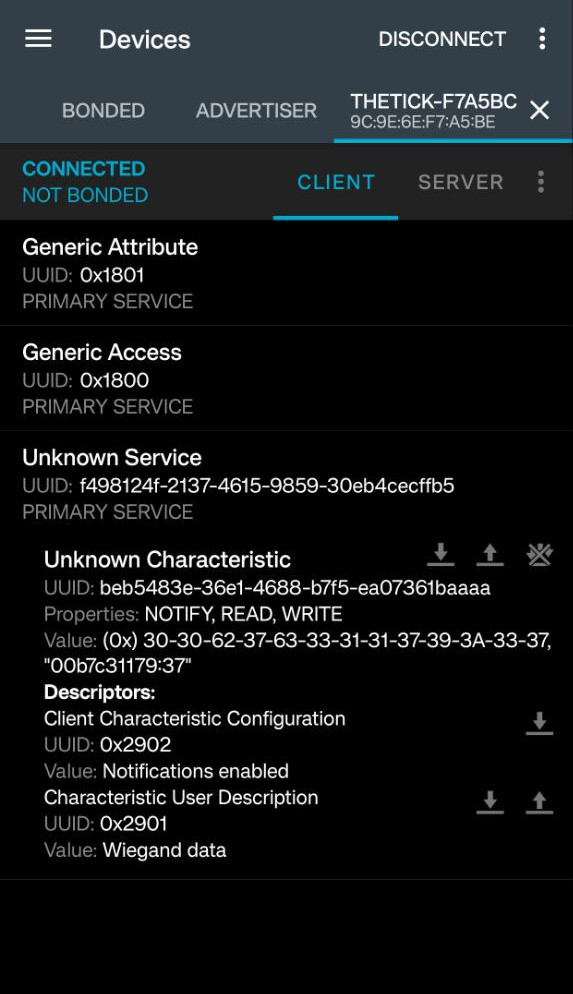 Devices
DISCONNECT
BONDED
ADVERTISER
THETICK-F7A5BC
9C:9E:6E:F7:A5:BE
CONNECTED
NOT BONDED
CLIENT
SERVER
Generic Attribute
UUID: 0x1801
PRIMARY SERVICE
Generic Access
UUID: 0x1800
PRIMARY SERVICE
Unknown Service
UUID: f498124f-2137-4615-9859-30eb4cecffb5
PRIMARY SERVICE
Unknown Characteristic
UUID: beb5483e-36e1-4688-b7f5-ea07361baaaa
Properties: NOTIFY, READ, WRITE
Value: (0x) 30-30-62-37-63-33-31-31-37-39-3A-33-37,
"00b7c31179:37"
Descriptors:
Client Characteristic Configuration
UUID: 0x2902
Value: Notifications enabled
Characteristic User Description
UUID: 0x2901
Value: Wiegand data